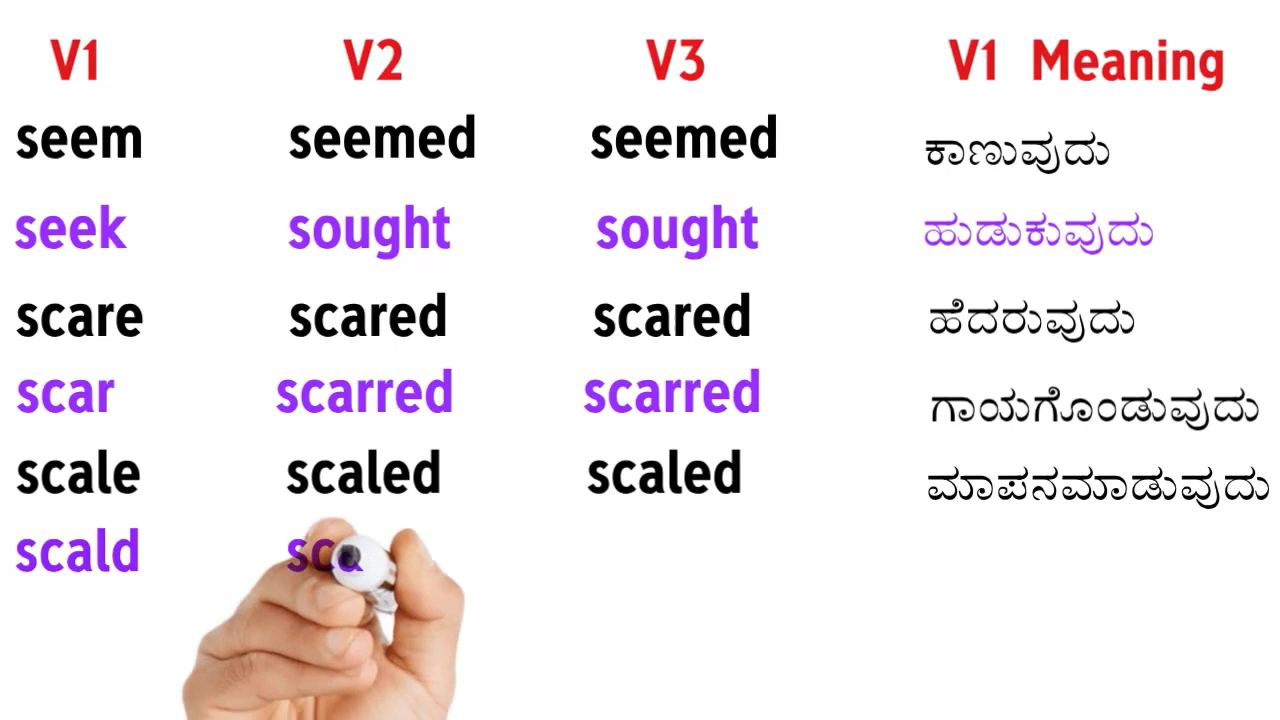 V1 V2 V3 V1 Meaning
seem seemed seemed ಕಾಣುವುದು
seek sought sought ಹುಡುಕುವುದು
scare scared scared ಹೆದರುವುದು
scar scarred scarred ಗಾಯಗೊಂಡುವುದು
scale scaled scaled ಮಾಪನಮಾಡುವುದು
scald sca